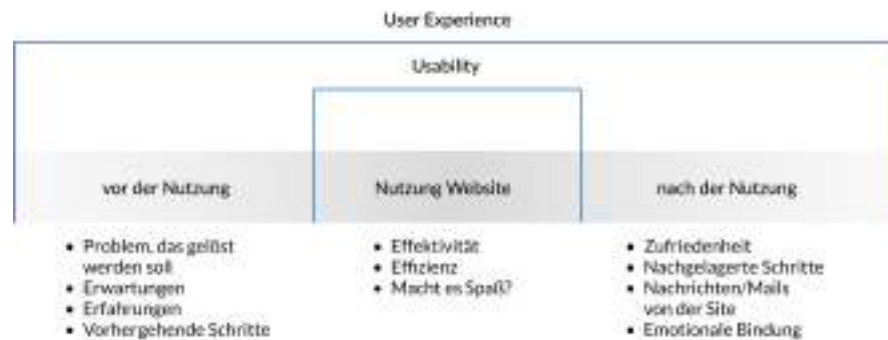 User Experience
Usability
vor der Nutzung
Nutzung Website
nach der Nutzung
• Problem, das gelöst
werden soll
• Erwartungen
• Erfahrungen
• Vorhergehende Schritte
• Effektivität
• Effizienz
• Macht es Spaß?
• Zufriedenheit
• Nachgelagerte Schritte
• Nachrichten/Mails
von der Site
• Emotionale Bindung